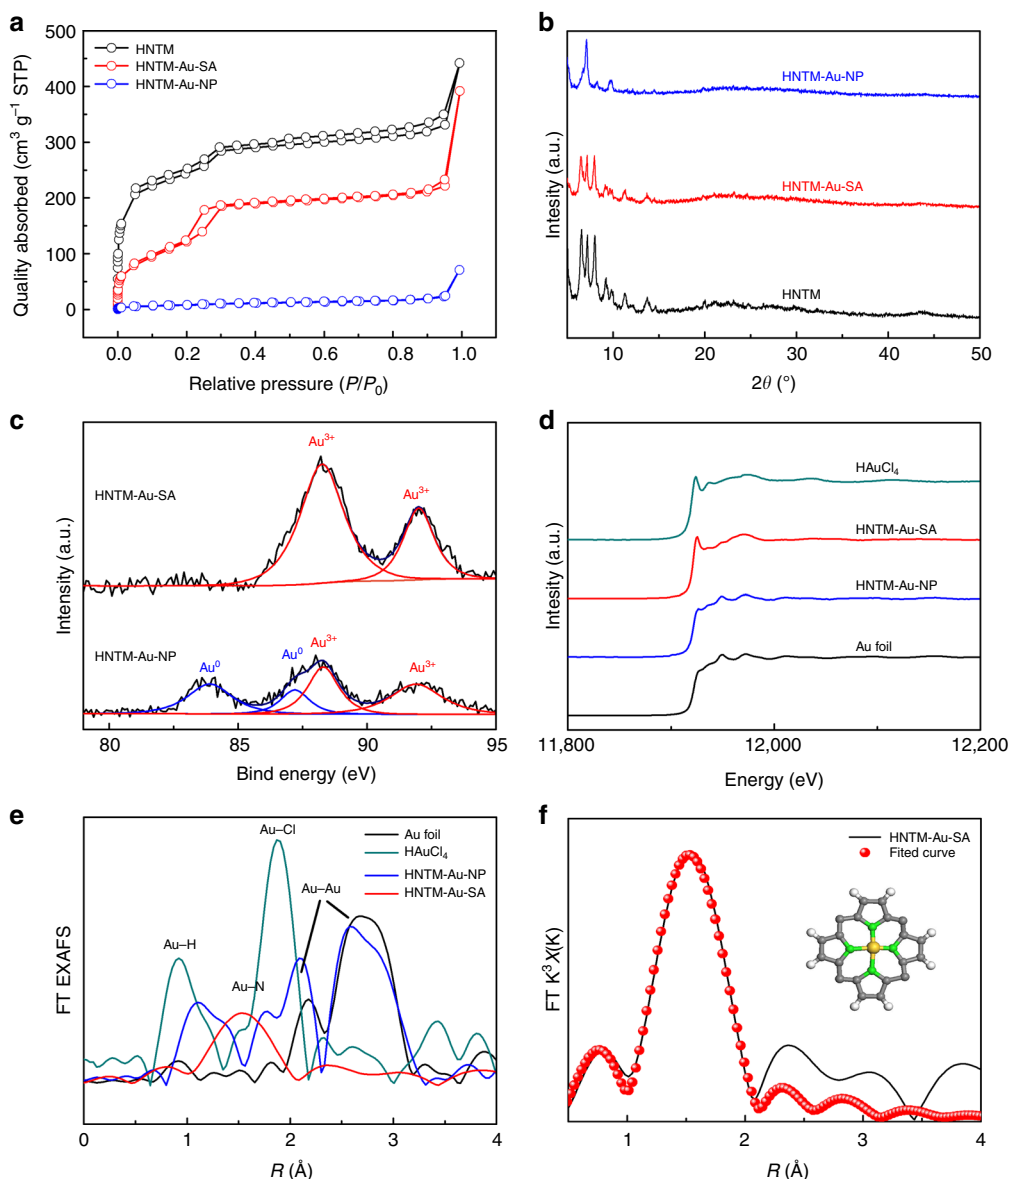 a
500
400
300
200
100
0
Quality absorbed (cm³ g⁻¹ STP)
HNTM
HNTM-Au-SA
HNTM-Au-NP
0.0 0.2 0.4 0.6 0.8 1.0
Relative pressure (P/P₀)
b
Intesity (a.u.)
HNTM-Au-NP
HNTM-Au-SA
HNTM
10 20 30 40 50
2θ (°)
c
Intensity (a.u.)
Au³⁺
HNTM-Au-SA
Au³⁺
HNTM-Au-NP
Au⁰
Au⁰
Au³⁺
Au³⁺
80 85 90 95
Bind energy (eV)
d
Intesity (a.u.)
HAuCl₄
HNTM-Au-SA
HNTM-Au-NP
Au foil
11,800 12,000 12,200
Energy (eV)
e
FT EXAFS
Au–Cl
Au–Au
Au–H
Au–N
Au foil
HAuCl₄
HNTM-Au-NP
HNTM-Au-SA
0 1 2 3 4
R (Å)
f
FT K³X(K)
HNTM-Au-SA
Fited curve
1 2 3 4
R (Å)